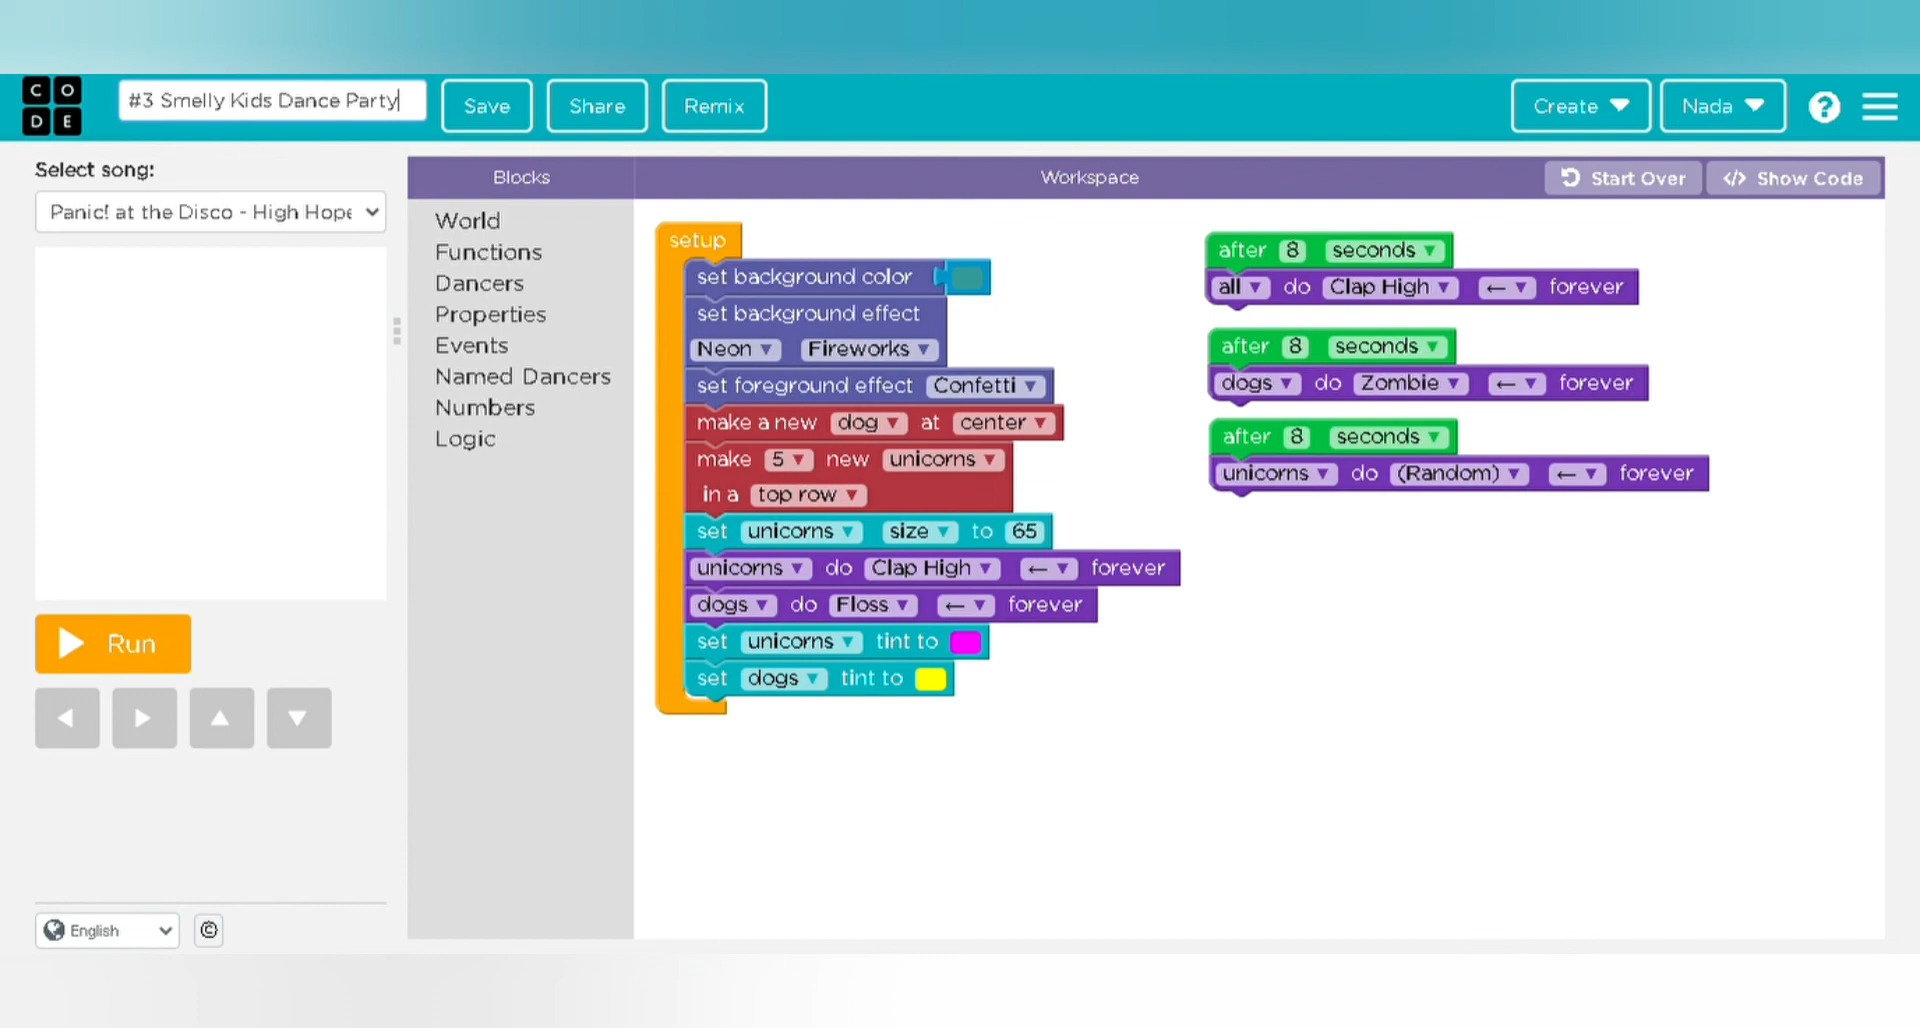 C O
D E
#3 Smelly Kids Dance Party
Save
Share
Remix
Create
Nada
?
Select song:
Panic! at the Disco - High Hope
Run
English
©
Blocks
World
Functions
Dancers
Properties
Events
Named Dancers
Numbers
Logic
Workspace
Start Over
</> Show Code
setup
set background color
set background effect
Neon Fireworks
set foreground effect Confetti
make a new dog at center
make 5 new unicorns
in a top row
set unicorns size to 65
unicorns do Clap High ← forever
dogs do Floss ← forever
set unicorns tint to
set dogs tint to
after 8 seconds
all do Clap High ← forever
after 8 seconds
dogs do Zombie ← forever
after 8 seconds
unicorns do (Random) ← forever